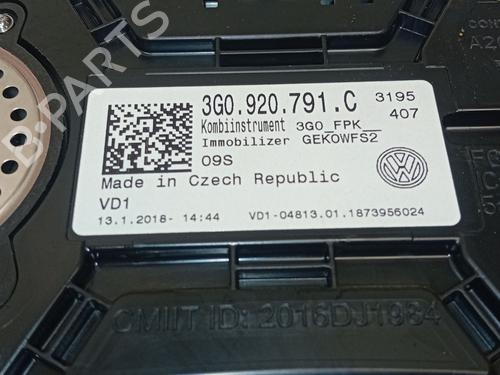 3G0.920.791.C 3195
Kombiinstrument 3G0_FPK__ 407
Immobilizer GEKOWFS2
09S
Made in Czech Republic
VD1
13.1.2018- 14:44 VD1-04813.01.1873956024
CMIIT ID: 2016DJ1984
B-PARTS